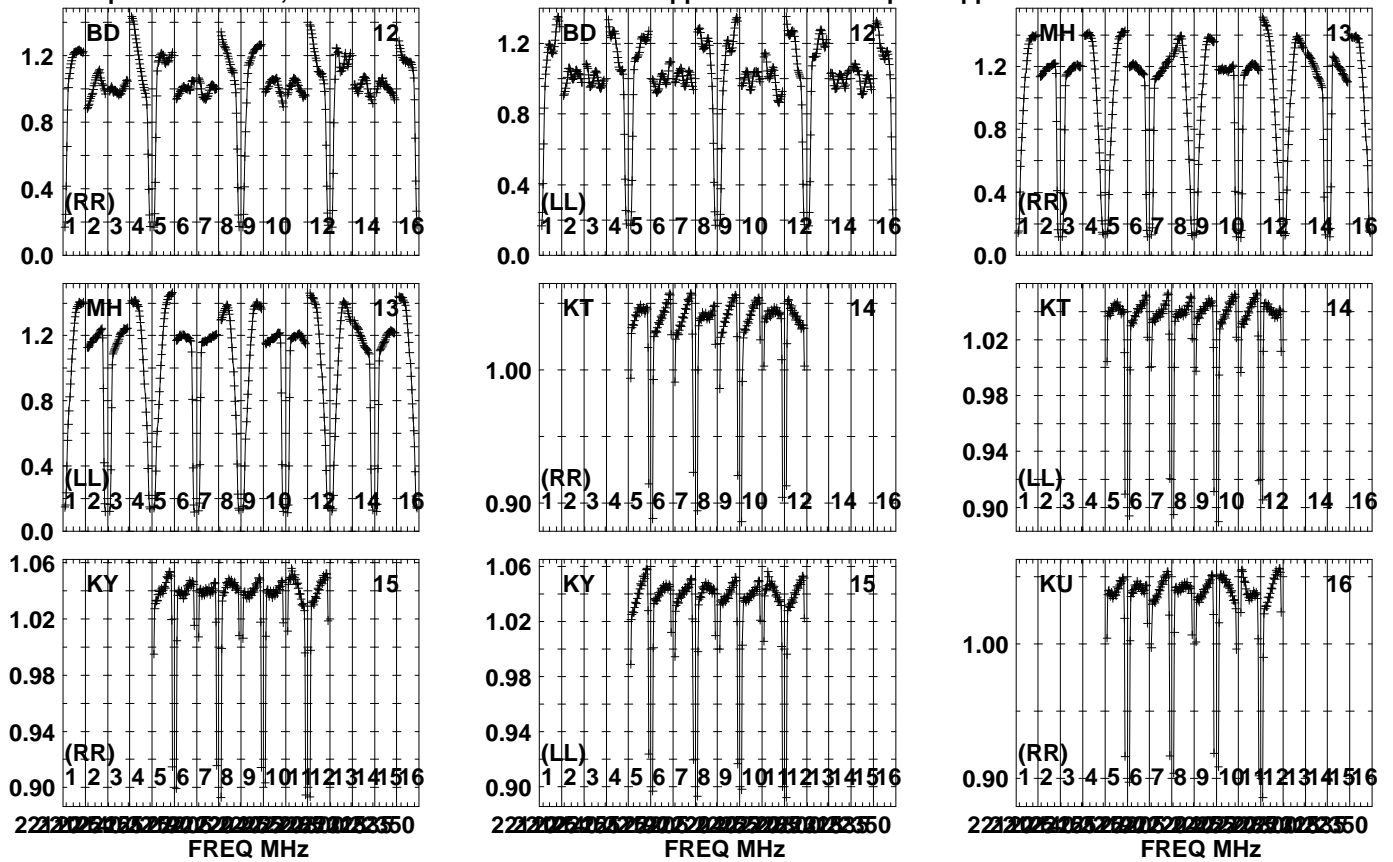 BD 12
1.2
0.8
0.4
0.0
(RR)
1 2 3 4 5 6 7 8 9 10 12 14 16
BD 12
1.2
0.8
0.4
0.0
(LL)
1 2 3 4 5 6 7 8 9 10 12 14 16
MH 13
1.6
1.2
0.8
0.4
0.0
(RR)
1 2 3 4 5 6 7 8 9 10 12 14 16
MH 13
1.2
0.8
0.4
0.0
(LL)
1 2 3 4 5 6 7 8 9 10 12 14 16
KT 14
1.00
0.90
(RR)
1 2 3 4 5 6 7 8 9 10 12 14 16
KT 14
1.02
0.98
0.94
0.90
(LL)
1 2 3 4 5 6 7 8 9 10 12 14 16
KY 15
1.06
1.02
0.98
0.94
0.90
(RR)
1 2 3 4 5 6 7 8 9 10 11 12 13 14 15 16
KY 15
1.06
1.02
0.98
0.94
0.90
(LL)
1 2 3 4 5 6 7 8 9 10 11 12 13 14 15 16
KU 16
1.00
0.90
(RR)
1 2 3 4 5 6 7 8 9 10 11 12 13 14 15 16
FREQ MHz
FREQ MHz
FREQ MHz